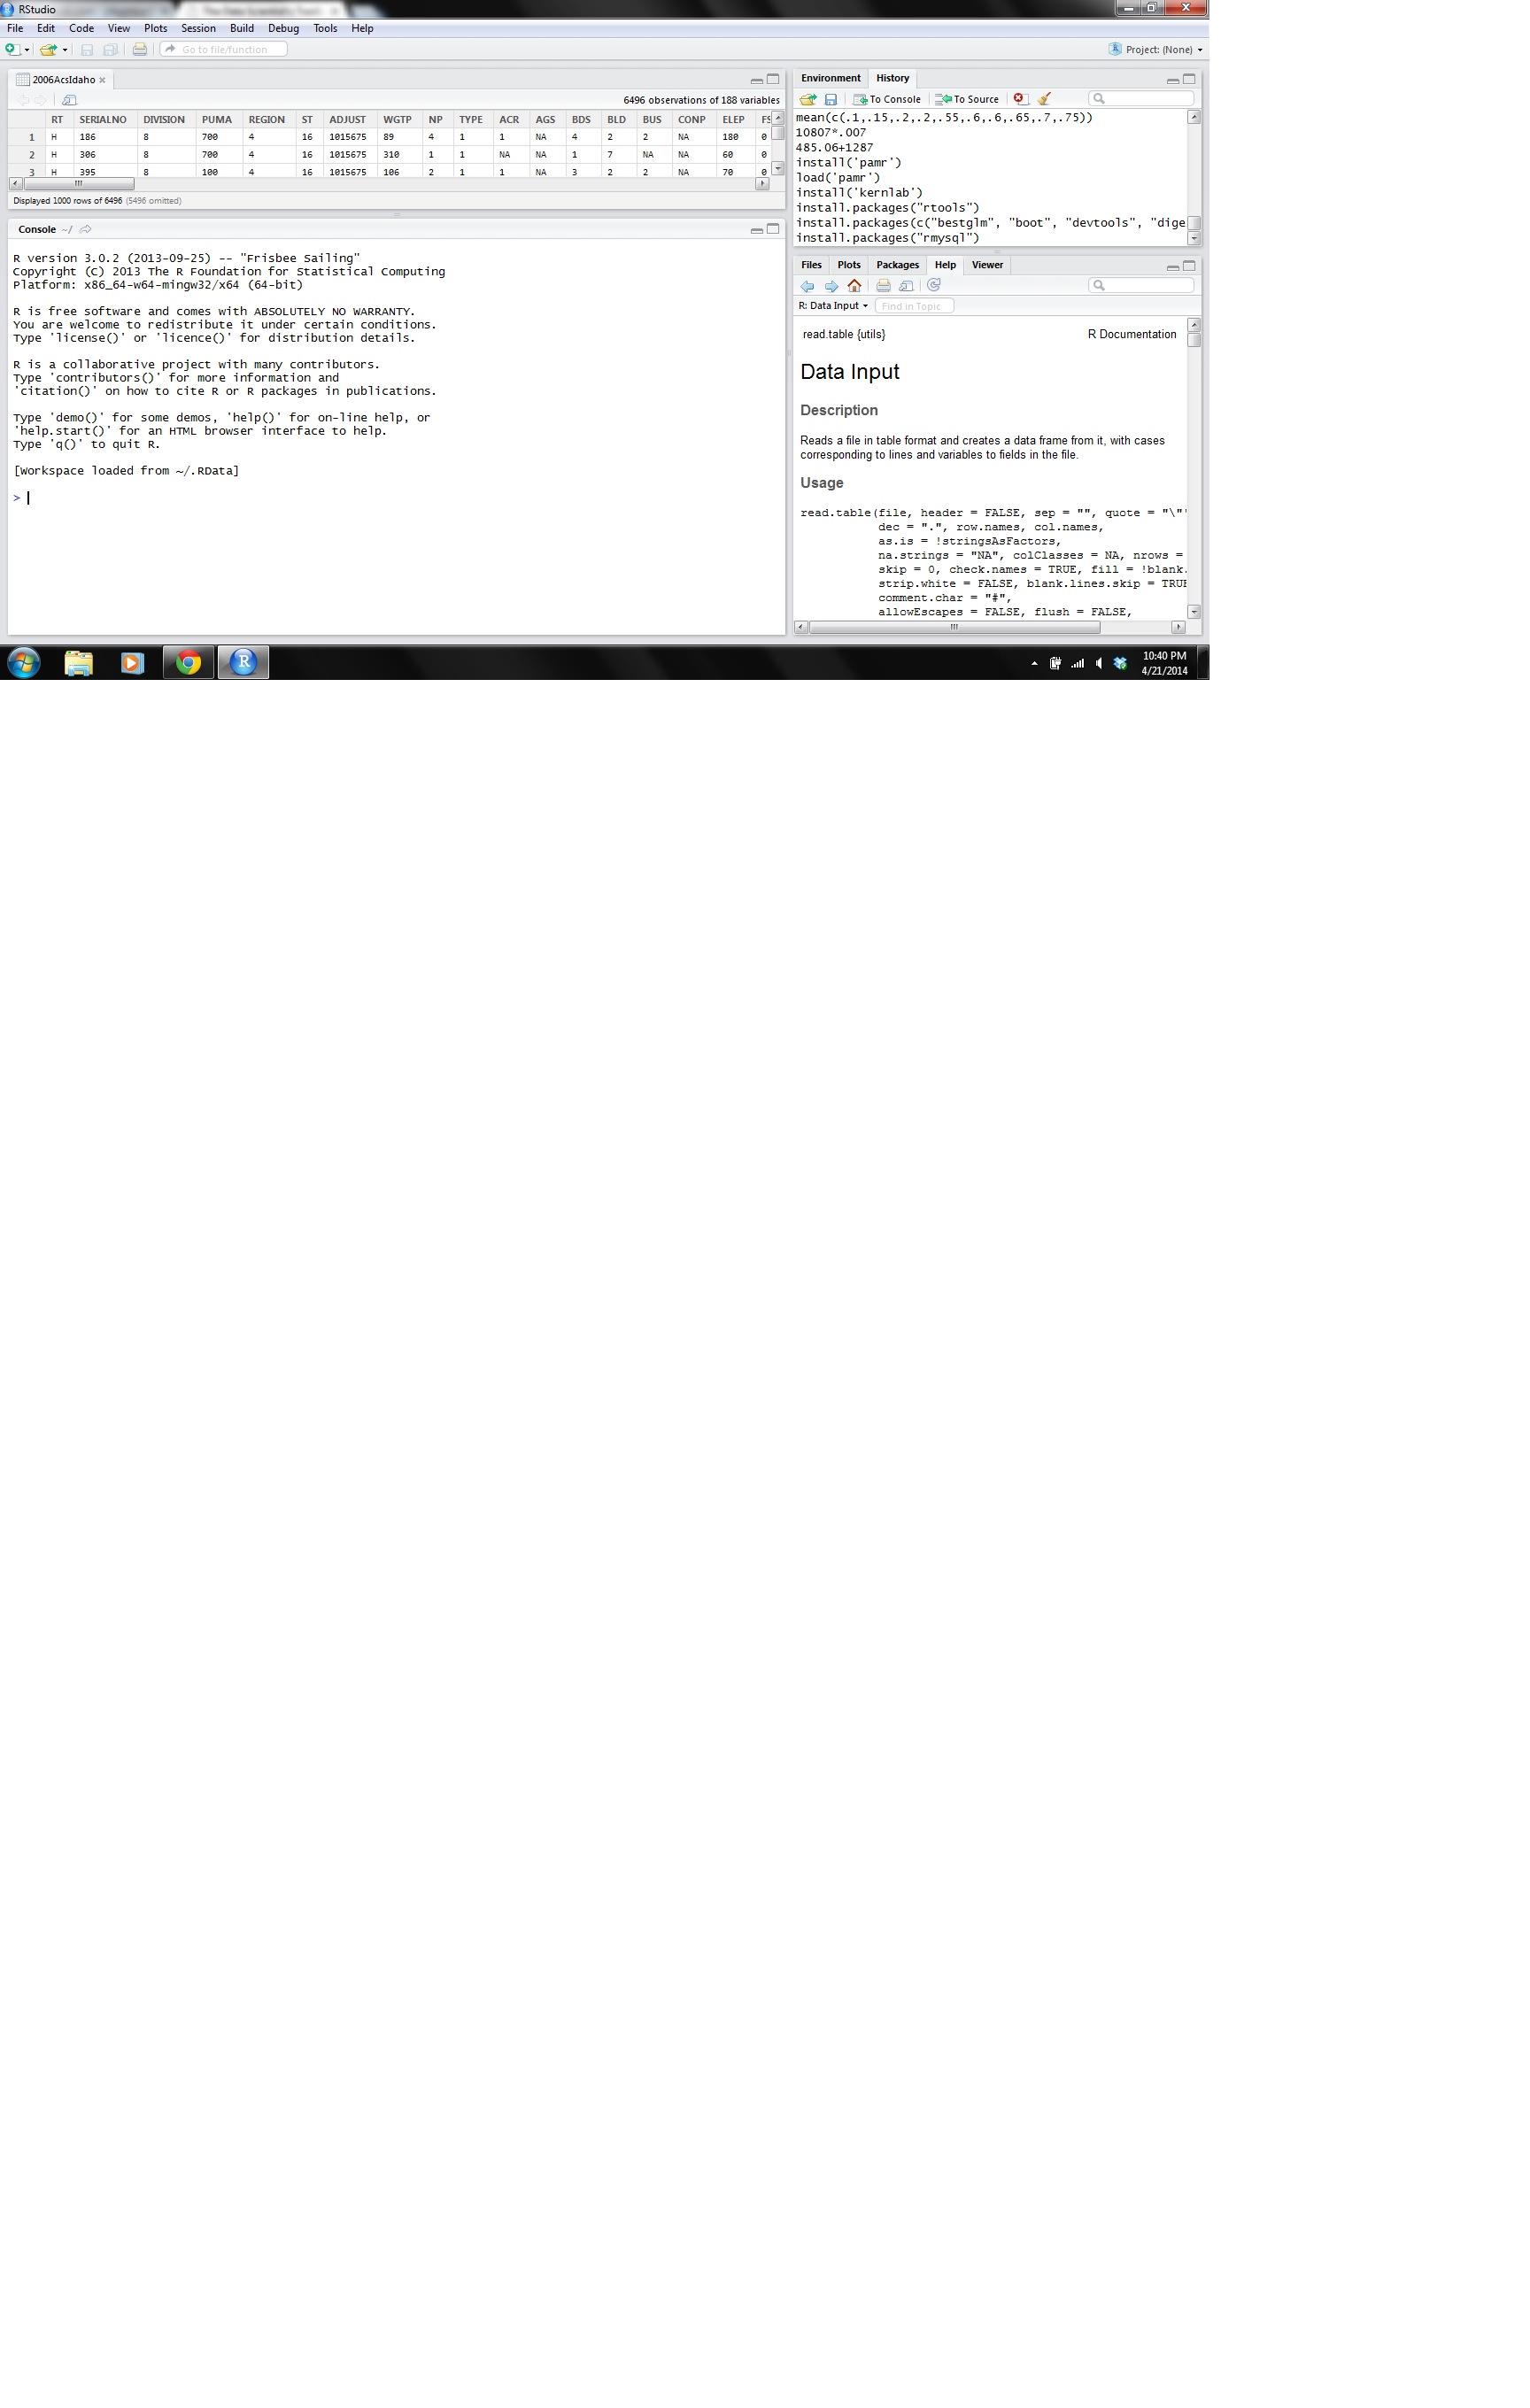 RStudio
File Edit Code View Plots Session Build Debug Tools Help
Go to file/function
Project: (None)
2006AcsIdaho
6496 observations of 188 variables
RT SERIALNO DIVISION PUMA REGION ST ADJUST WGTP NP TYPE ACR AGS BDS BLD BUS CONP ELEP FS
1 H 186 8 700 4 16 1015675 89 4 1 1 NA 4 2 2 NA 180 0
2 H 306 8 700 4 16 1015675 310 1 1 NA NA 1 7 NA NA 60 0
3 H 395 8 100 4 16 1015675 106 2 1 1 NA 3 2 2 NA 70 0
Displayed 1000 rows of 6496 (5496 omitted)
Console ~/
R version 3.0.2 (2013-09-25) -- "Frisbee Sailing"
Copyright (C) 2013 The R Foundation for Statistical Computing
Platform: x86_64-w64-mingw32/x64 (64-bit)
R is free software and comes with ABSOLUTELY NO WARRANTY.
You are welcome to redistribute it under certain conditions.
Type 'license()' or 'licence()' for distribution details.
R is a collaborative project with many contributors.
Type 'contributors()' for more information and
'citation()' on how to cite R or R packages in publications.
Type 'demo()' for some demos, 'help()' for on-line help, or
'help.start()' for an HTML browser interface to help.
Type 'q()' to quit R.
[Workspace loaded from ~/.RData]
>
Environment History
To Console To Source
mean(c(.1,.15,.2,.2,.55,.6,.6,.65,.7,.75))
10807*.007
485.06+1287
install('pamr')
load('pamr')
install('kernlab')
install.packages("rtools")
install.packages(c("bestglm", "boot", "devtools", "dige
install.packages("rmysql")
Files Plots Packages Help Viewer
R: Data Input Find in Topic
read.table {utils} R Documentation
Data Input
Description
Reads a file in table format and creates a data frame from it, with cases
corresponding to lines and variables to fields in the file.
Usage
read.table(file, header = FALSE, sep = "", quote = "\"'
dec = ".", row.names, col.names,
as.is = !stringsAsFactors,
na.strings = "NA", colClasses = NA, nrows =
skip = 0, check.names = TRUE, fill = !blank.
strip.white = FALSE, blank.lines.skip = TRUE
comment.char = "#",
allowEscapes = FALSE, flush = FALSE,
10:40 PM
4/21/2014